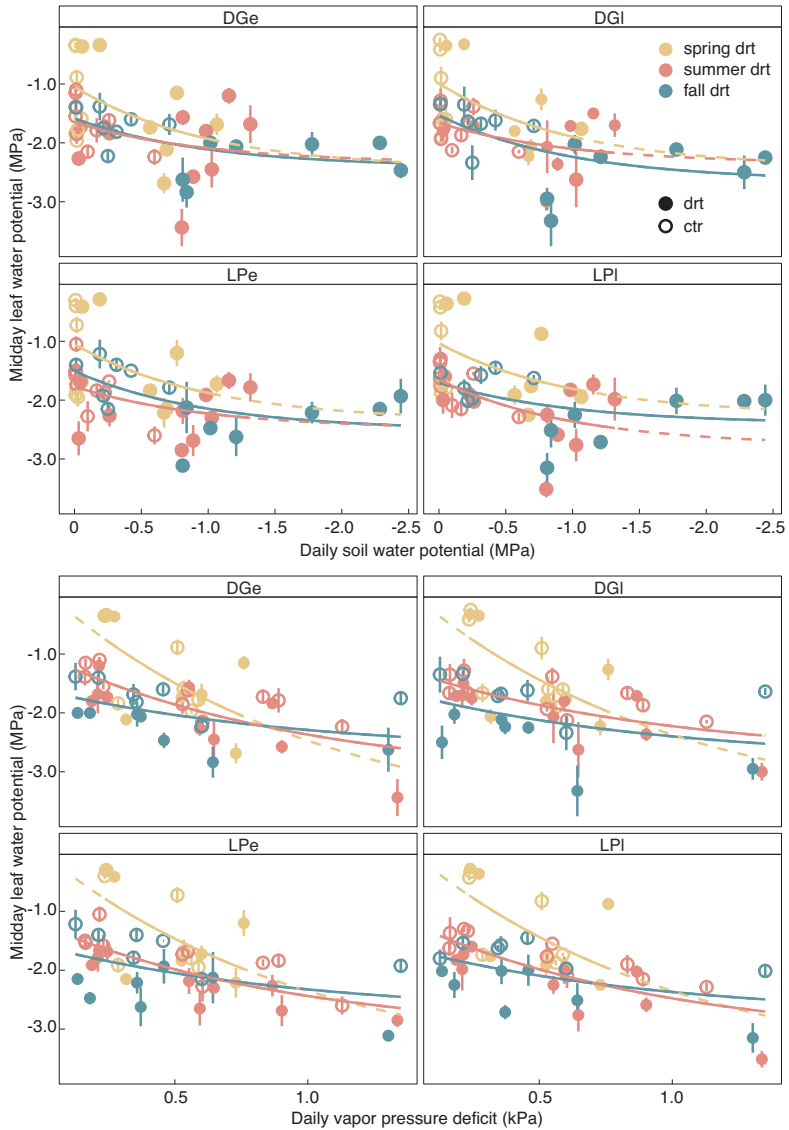 DGe DGl
-1.0
-2.0
-3.0
spring drt
summer drt
fall drt
drt
ctr
LPe LPl
-1.0
-2.0
-3.0
Midday leaf water potential (MPa)
0 -0.5 -1.0 -1.5 -2.0 -2.5 0 -0.5 -1.0 -1.5 -2.0 -2.5
Daily soil water potential (MPa)
DGe DGl
-1.0
-2.0
-3.0
LPe LPl
-1.0
-2.0
-3.0
Midday leaf water potential (MPa)
0.5 1.0 0.5 1.0
Daily vapor pressure deficit (kPa)